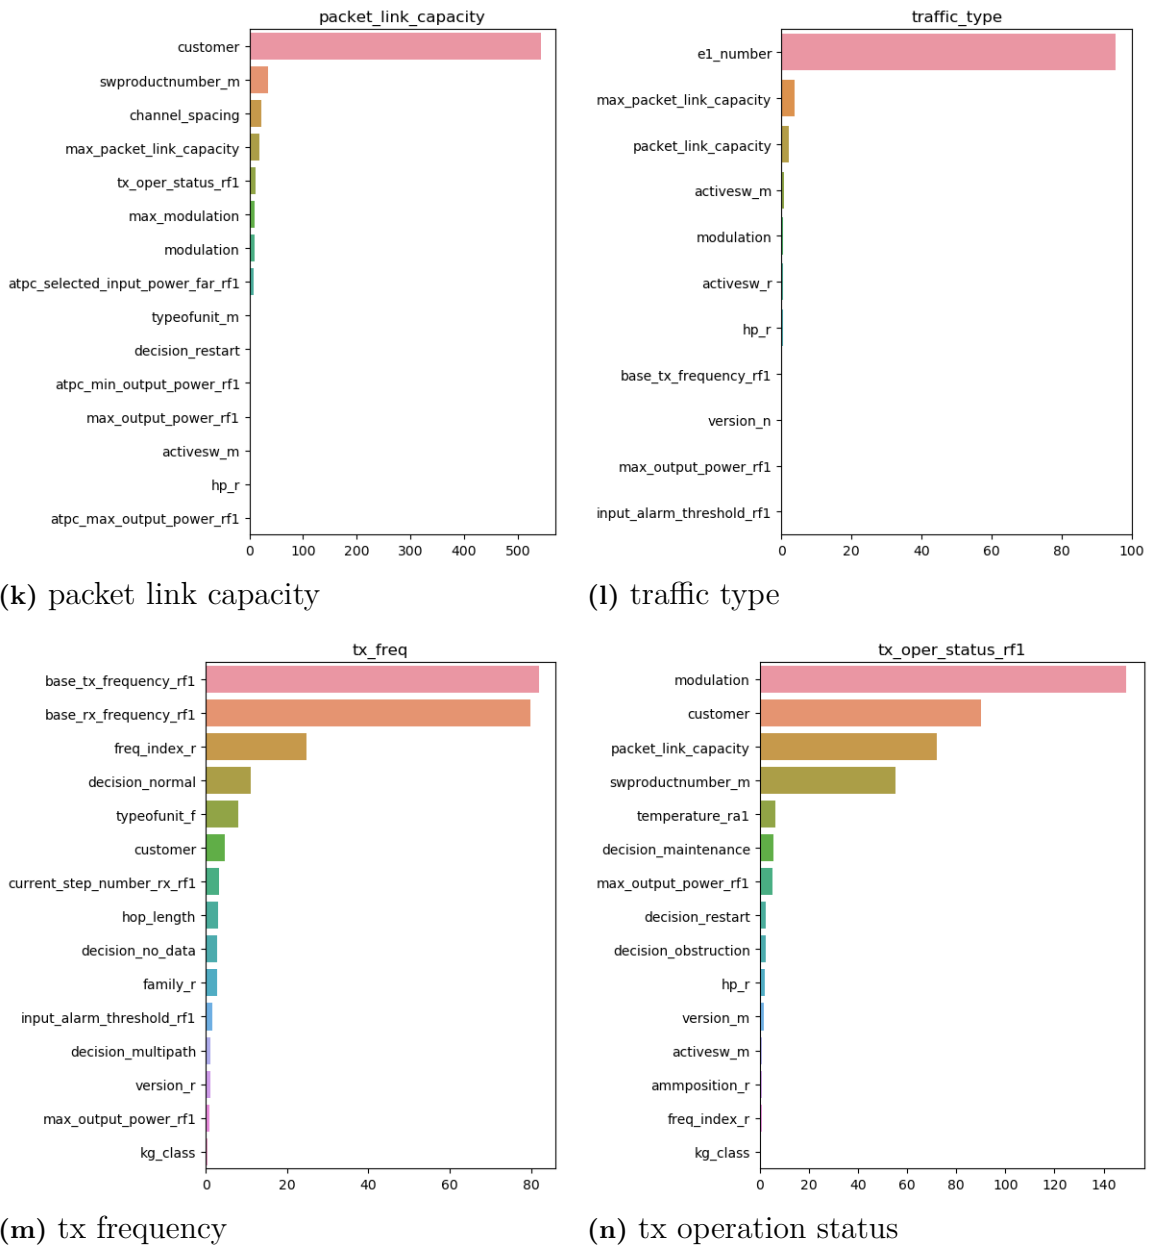 packet_link_capacity
customer
swproductnumber_m
channel_spacing
max_packet_link_capacity
tx_oper_status_rf1
max_modulation
modulation
atpc_selected_input_power_far_rf1
typeofunit_m
decision_restart
atpc_min_output_power_rf1
max_output_power_rf1
activesw_m
hp_r
atpc_max_output_power_rf1
0 100 200 300 400 500
(k) packet link capacity
traffic_type
e1_number
max_packet_link_capacity
packet_link_capacity
activesw_m
modulation
activesw_r
hp_r
base_tx_frequency_rf1
version_n
max_output_power_rf1
input_alarm_threshold_rf1
0 20 40 60 80 100
(l) traffic type
tx_freq
base_tx_frequency_rf1
base_rx_frequency_rf1
freq_index_r
decision_normal
typeofunit_f
customer
current_step_number_rx_rf1
hop_length
decision_no_data
family_r
input_alarm_threshold_rf1
decision_multipath
version_r
max_output_power_rf1
kg_class
0 20 40 60 80
(m) tx frequency
tx_oper_status_rf1
modulation
customer
packet_link_capacity
swproductnumber_m
temperature_ra1
decision_maintenance
max_output_power_rf1
decision_restart
decision_obstruction
hp_r
version_m
activesw_m
ammposition_r
freq_index_r
kg_class
0 20 40 60 80 100 120 140
(n) tx operation status